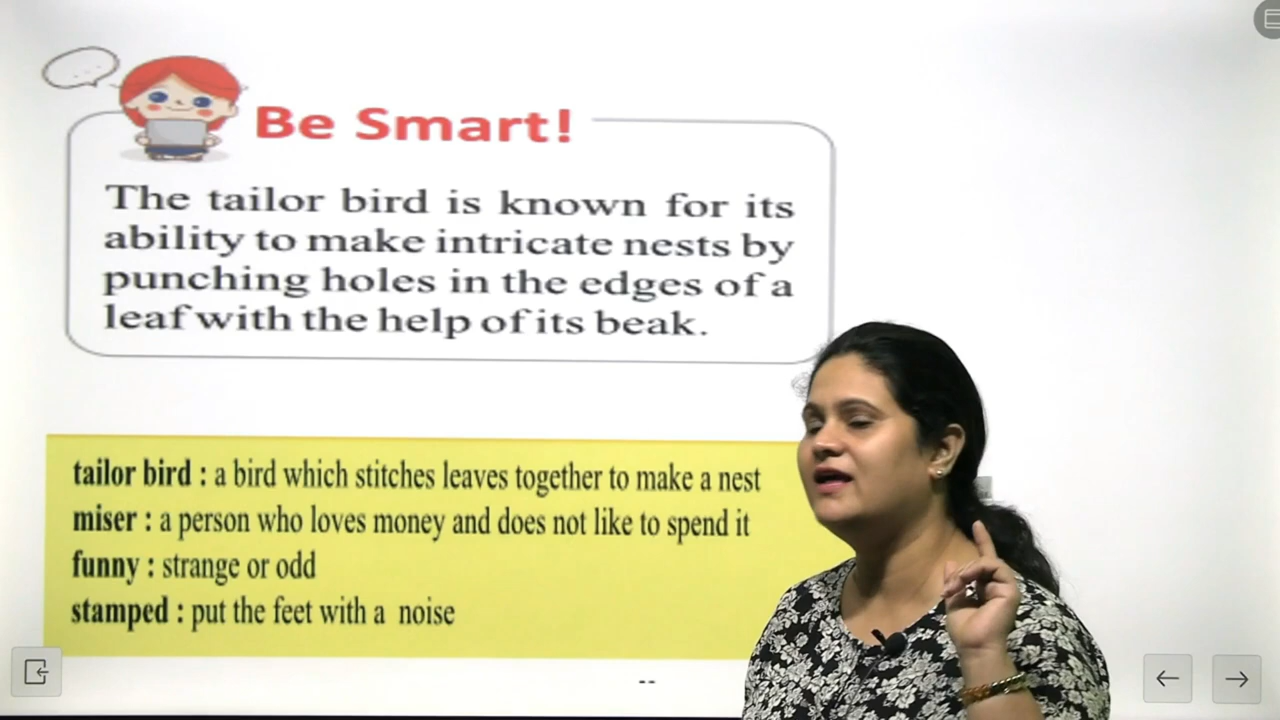 Be Smart!
The tailor bird is known for its
ability to make intricate nests by
punching holes in the edges of a
leaf with the help of its beak.
tailor bird : a bird which stitches leaves together to make a nest
miser : a person who loves money and does not like to spend it
funny : strange or odd
stamped : put the feet with a noise
--